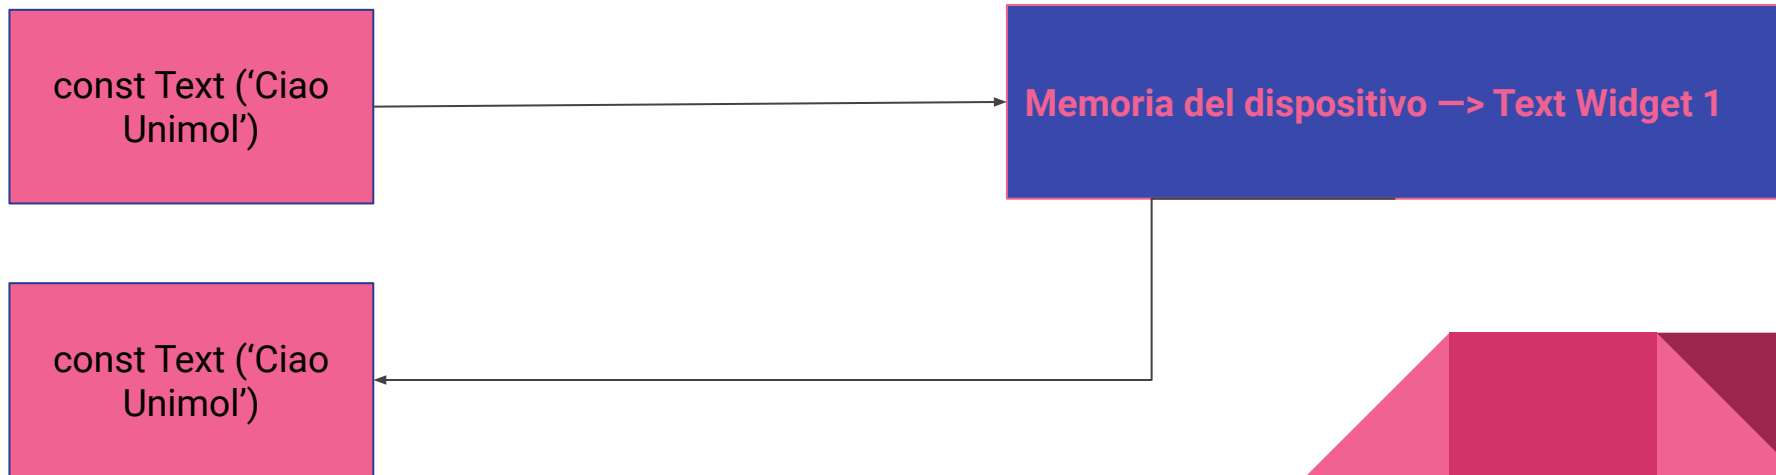 const Text (‘Ciao
Unimol’)
Memoria del dispositivo —> Text Widget 1
const Text (‘Ciao
Unimol’)